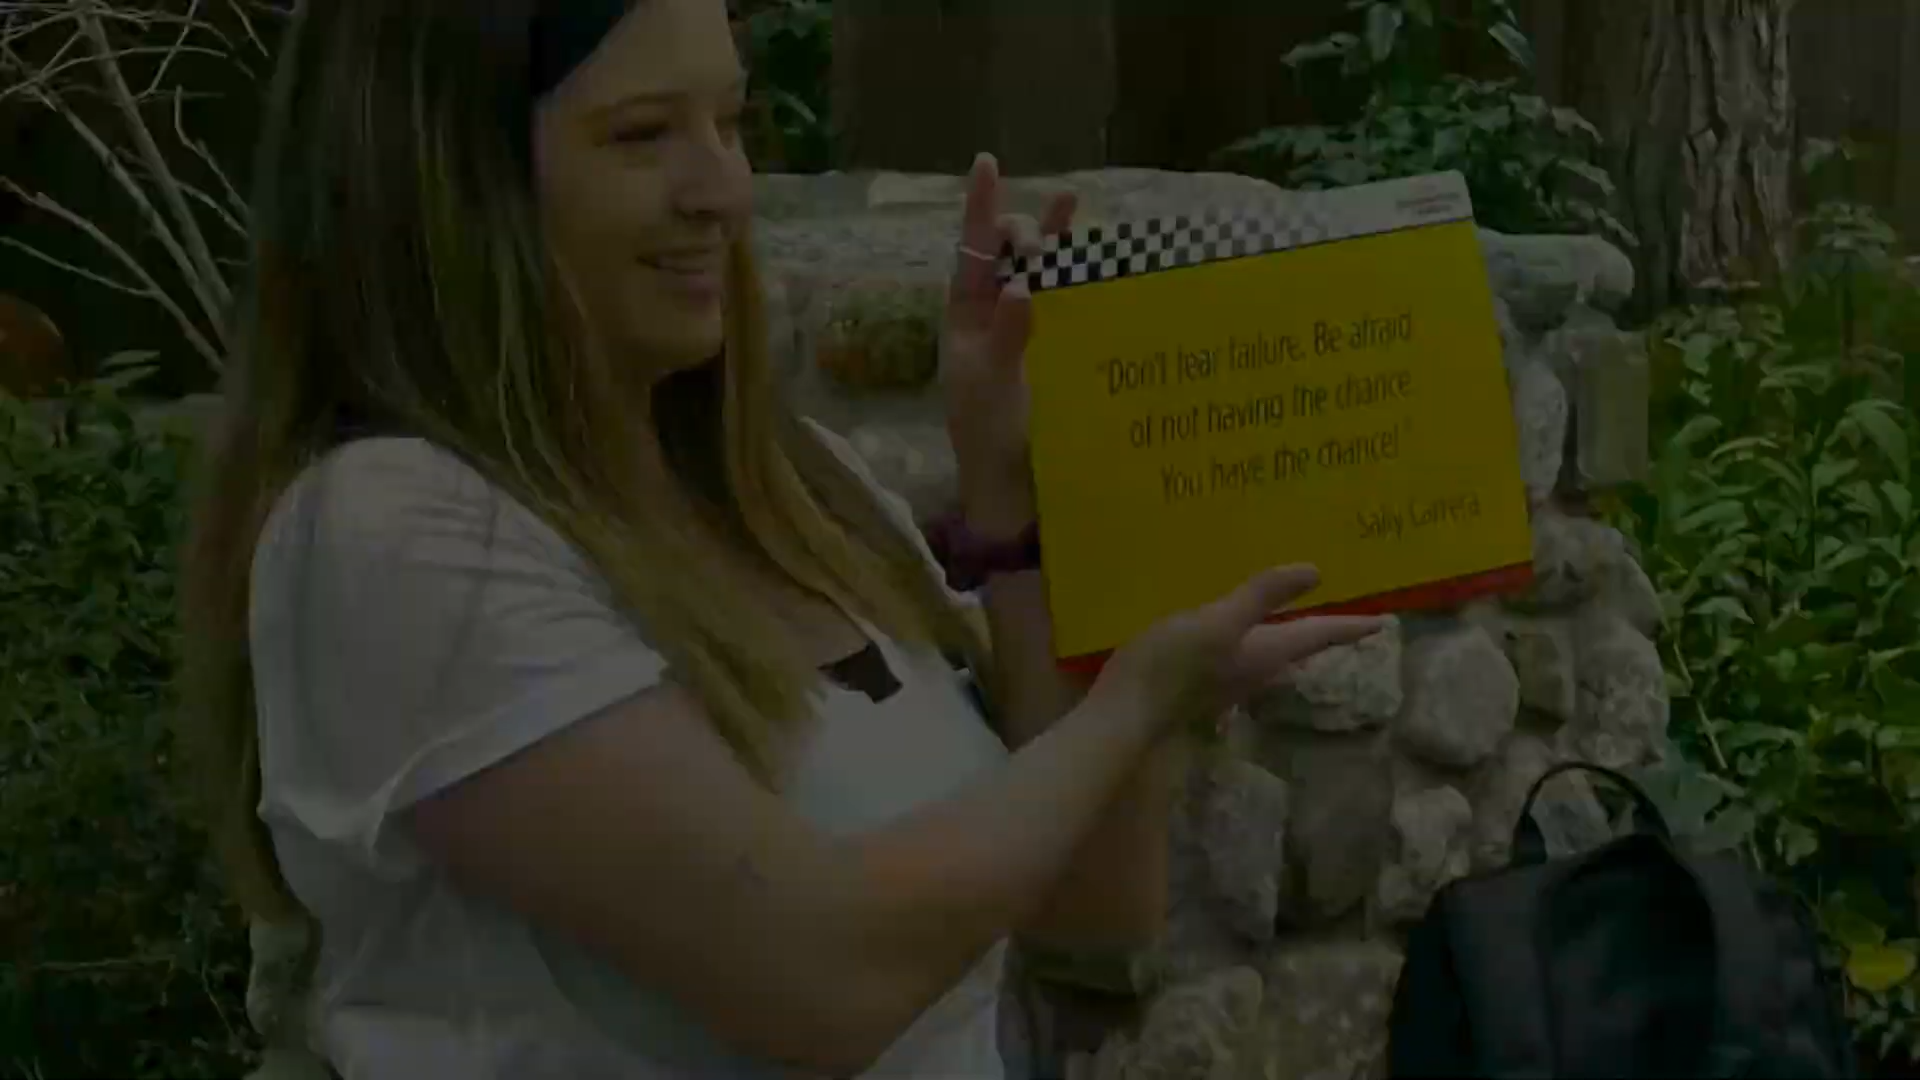 "Don't fear failure. Be afraid
of not having the chance.
You have the chance!"
Sally Carrera